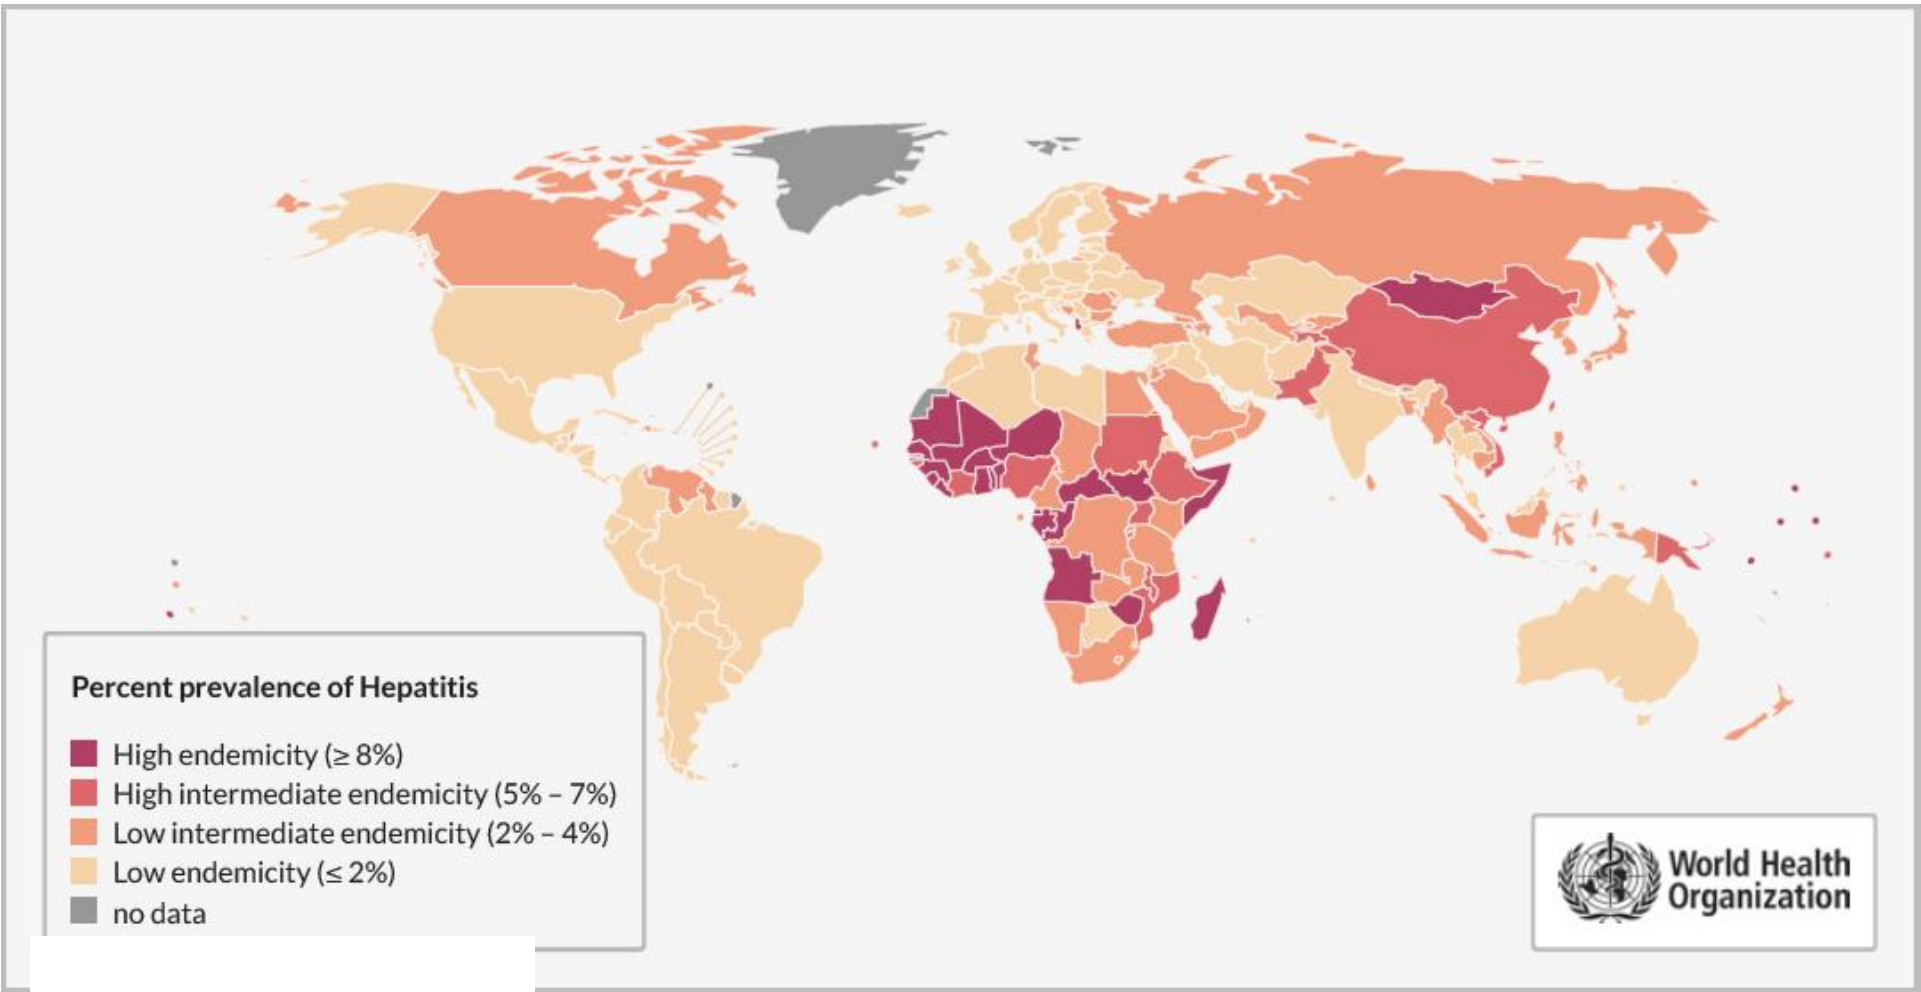 Percent prevalence of Hepatitis
High endemicity (≥ 8%)
High intermediate endemicity (5% – 7%)
Low intermediate endemicity (2% – 4%)
Low endemicity (≤ 2%)
no data
World Health
Organization